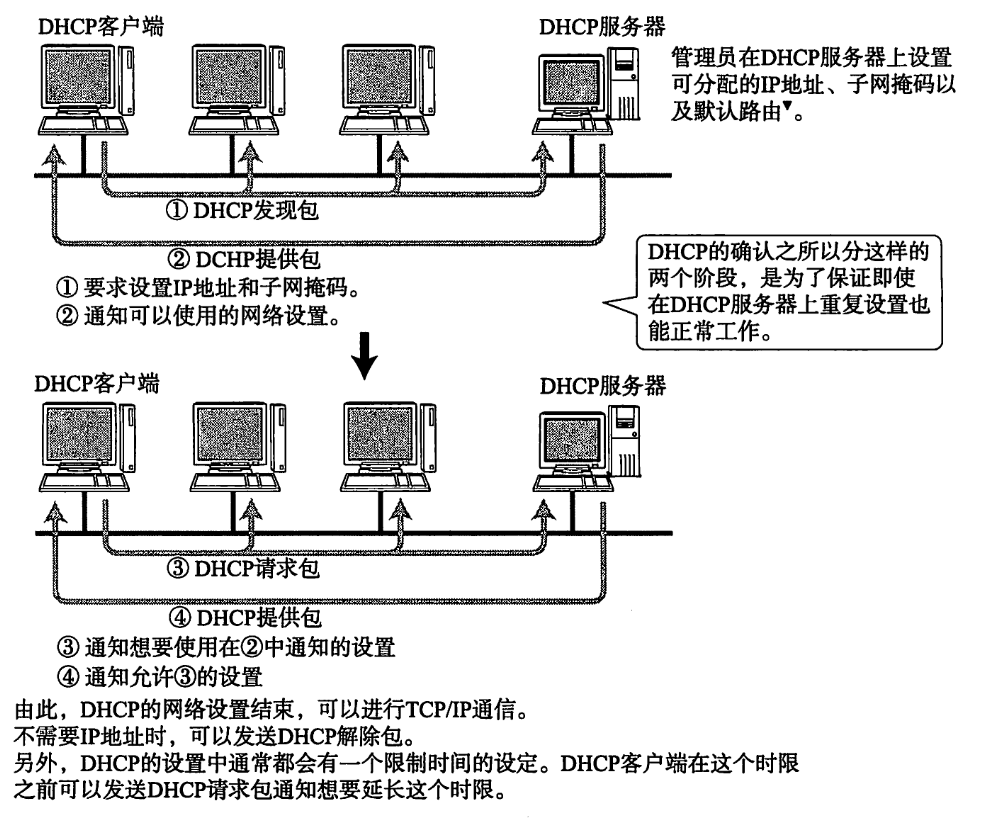 DHCP客户端
DHCP服务器
管理员在DHCP服务器上设置
可分配的IP地址、子网掩码以
及默认路由▼。
① DHCP发现包
② DCHP提供包
① 要求设置IP地址和子网掩码。
② 通知可以使用的网络设置。
DHCP的确认之所以分这样的
两个阶段，是为了保证即使
在DHCP服务器上重复设置也
能正常工作。
DHCP客户端
DHCP服务器
③ DHCP请求包
④ DHCP提供包
③ 通知想要使用在②中通知的设置
④ 通知允许③的设置
由此，DHCP的网络设置结束，可以进行TCP/IP通信。
不需要IP地址时，可以发送DHCP解除包。
另外，DHCP的设置中通常都会有一个限制时间的设定。DHCP客户端在这个时限
之前可以发送DHCP请求包通知想要延长这个时限。